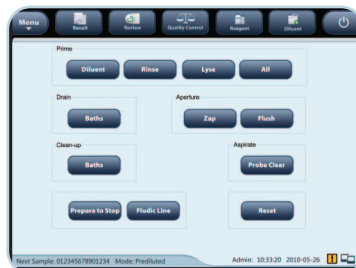 Menu Result Review Quality Control Reagent Diluent
Prime
Diluent Rinse Lyse All
Drain Aperture
Baths Zap Flush
Clean-up Aspirate
Baths Probe Clear
Prepara to Stop Fludic Line Reset
Next Sample: 012345678901234 Mode: Prediluted Admin: 10:33:20 2010-05-26